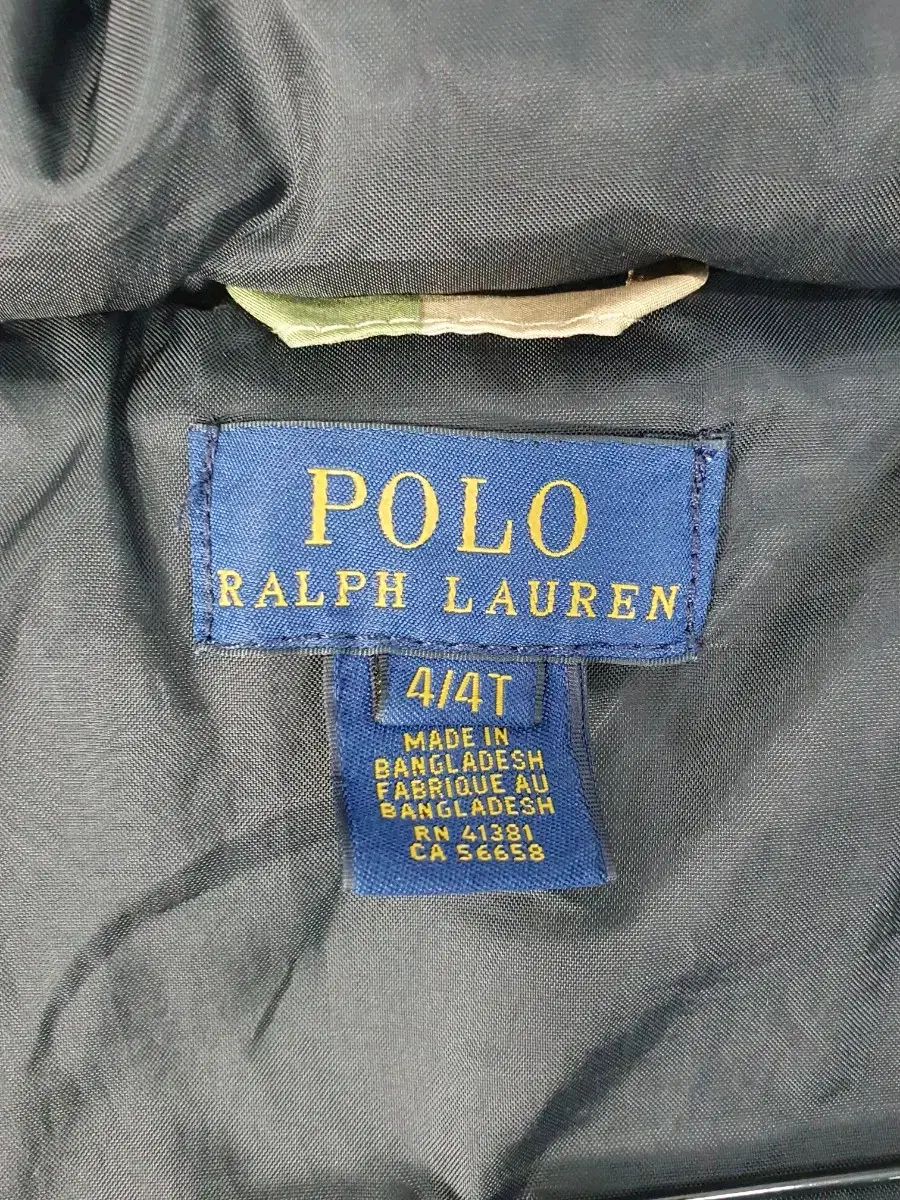 POLO
RALPH LAUREN
4/4T
MADE IN
BANGLADESH
FABRIQUE AU
BANGLADESH
RN 41381
CA 56658